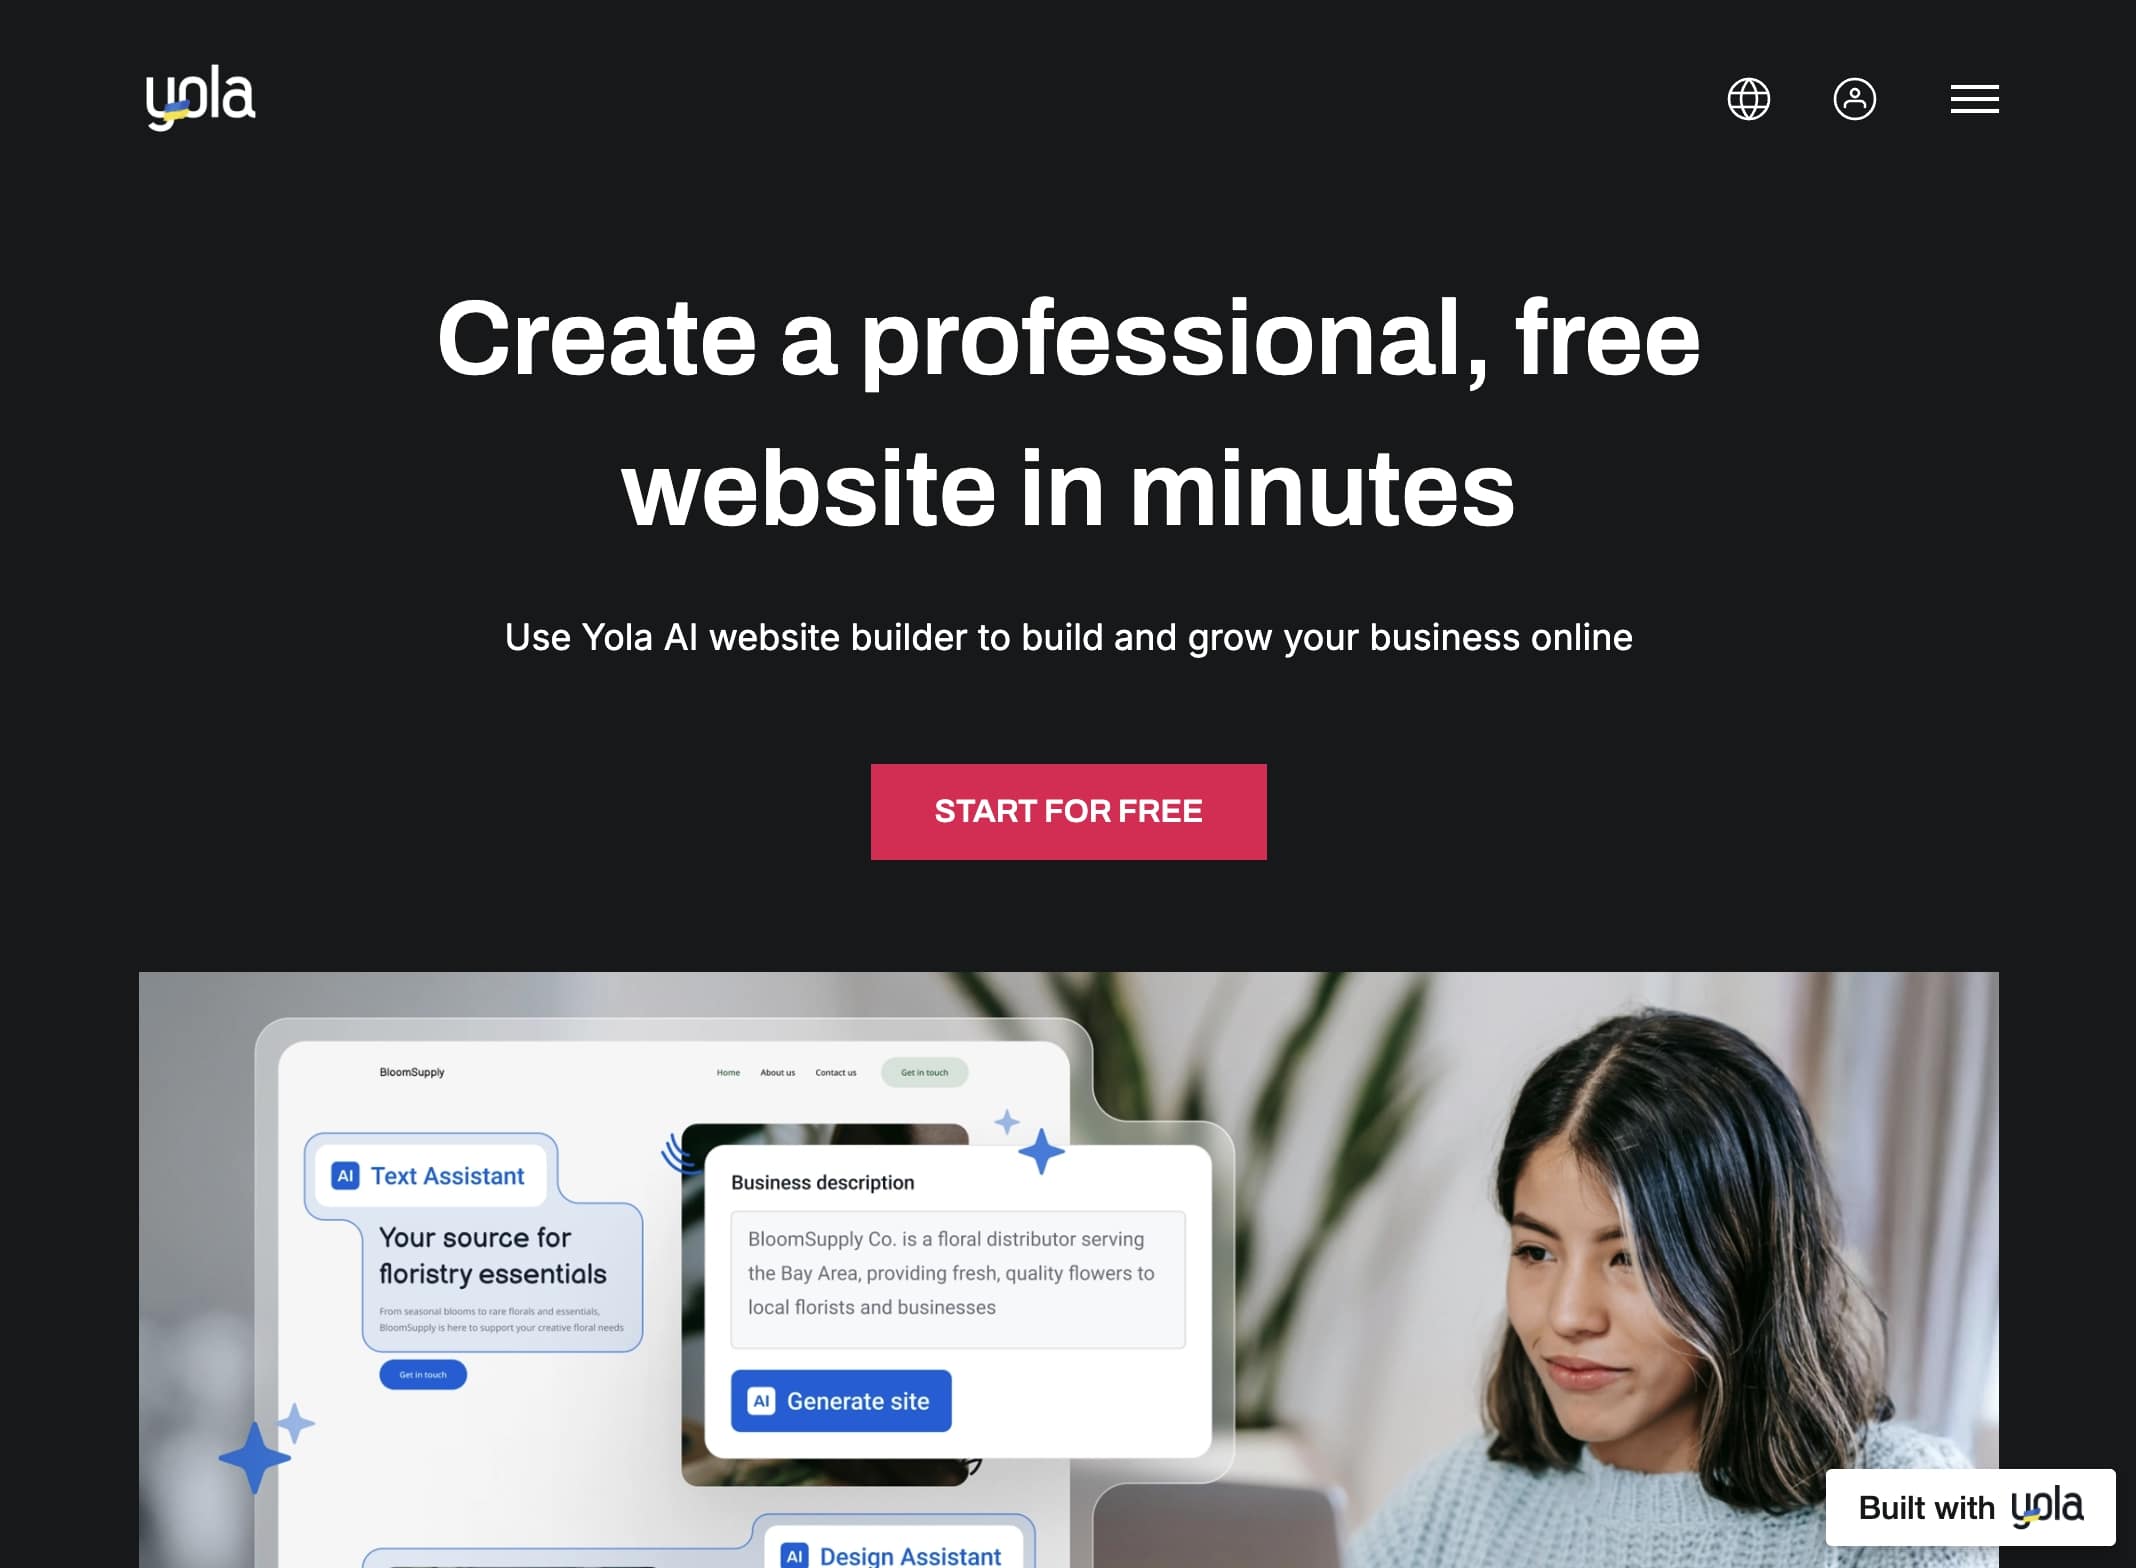 yola
Create a professional, free
website in minutes
Use Yola AI website builder to build and grow your business online
START FOR FREE
BloomSupply
Home About us Contact us Get in touch
AI Text Assistant
Your source for
floristry essentials
From seasonal blooms to rare florals and essentials,
BloomSupply is here to support your creative floral needs
Get in touch
Business description
BloomSupply Co. is a floral distributor serving
the Bay Area, providing fresh, quality flowers to
local florists and businesses
AI Generate site
AI Design Assistant
Built with yola